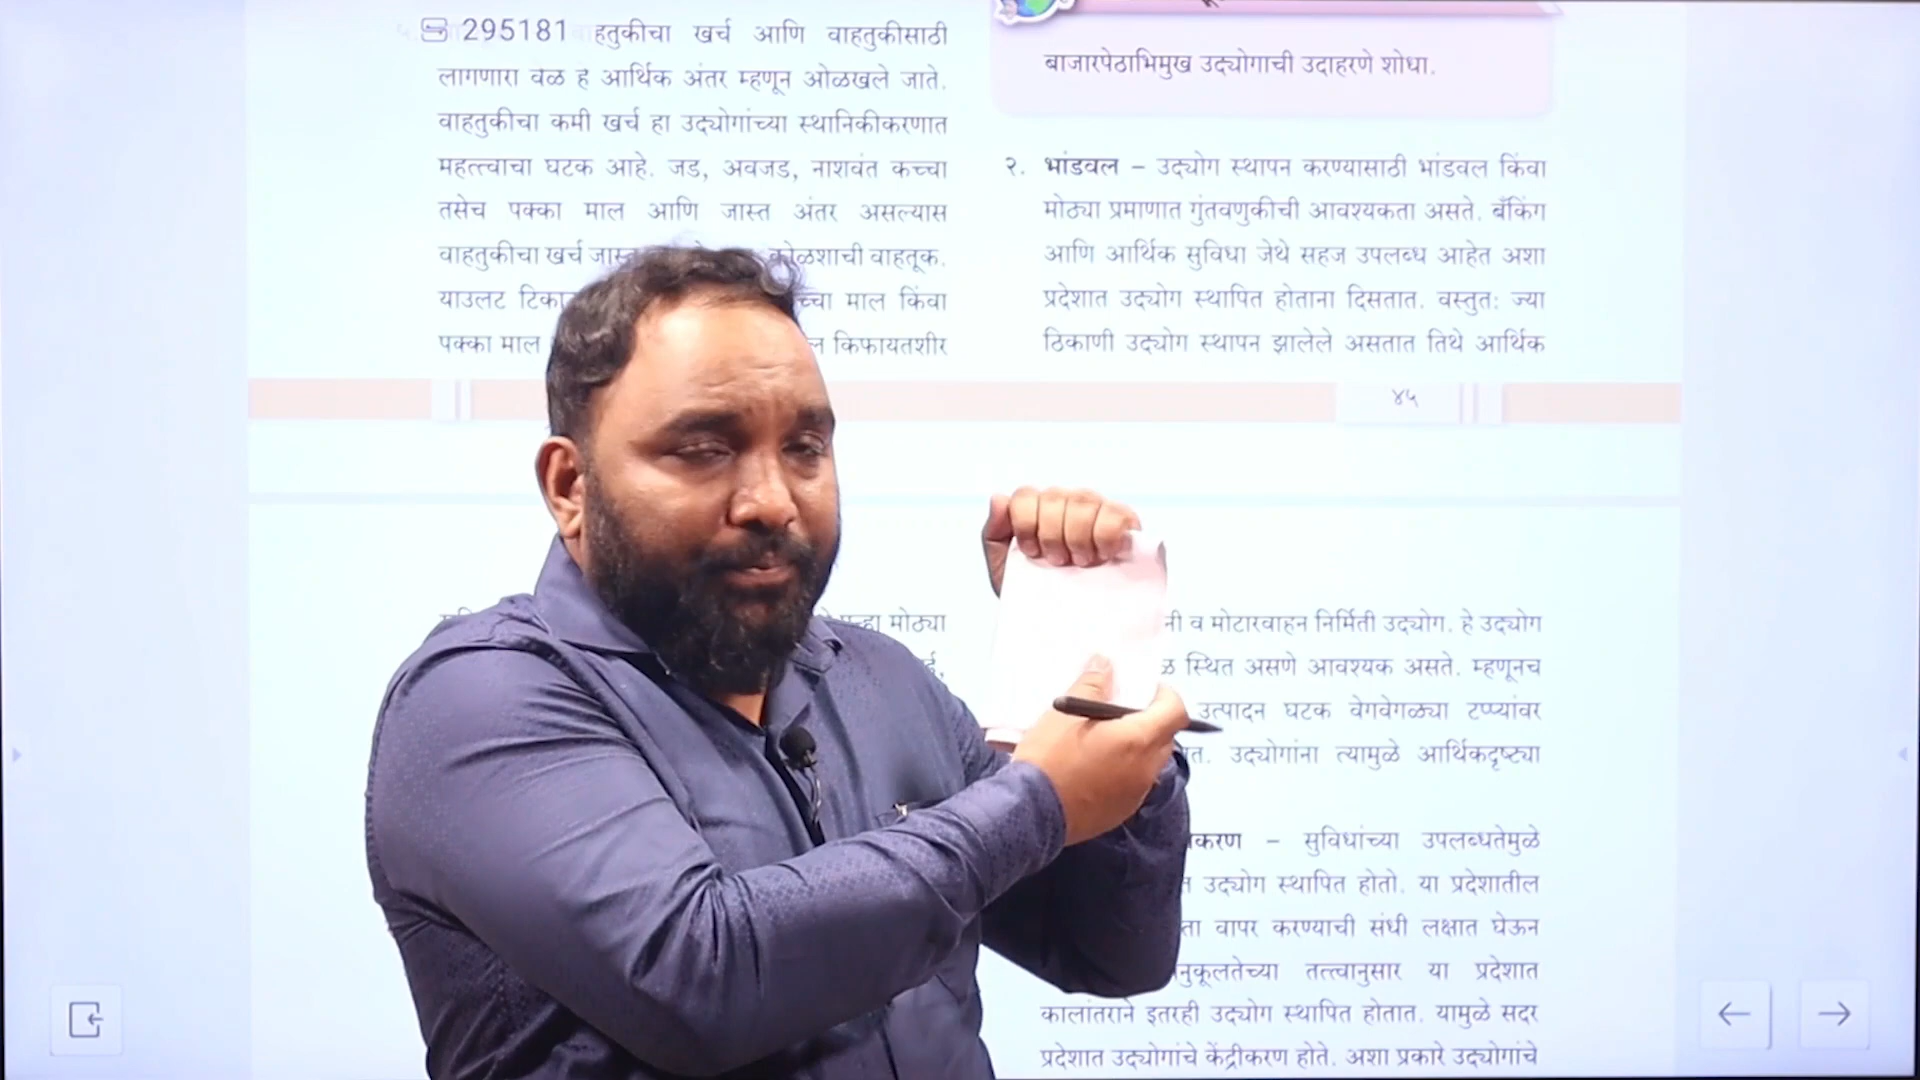 295181 हतुकीचा खर्च आणि वाहतुकीसाठी
लागणारा वेळ हे आर्थिक अंतर म्हणून ओळखले जाते.
वाहतुकीचा कमी खर्च हा उद्योगांच्या स्थानिकीकरणात
महत्त्वाचा घटक आहे. जड, अवजड, नाशवंत कच्चा
तसेच पक्का माल आणि जास्त अंतर असल्यास
वाहतुकीचा खर्च जास्त कोळशाची वाहतूक.
याउलट माल किंवा
पक्का माल किफायतशीर
बाजारपेठाभिमुख उद्योगाची उदाहरणे शोधा.
२. भांडवल – उद्योग स्थापन करण्यासाठी भांडवल किंवा
मोठ्या प्रमाणात गुंतवणुकीची आवश्यकता असते. बँकिंग
आणि आर्थिक सुविधा जेथे सहज उपलब्ध आहेत अशा
प्रदेशात उद्योग स्थापित होताना दिसतात. वस्तुत: ज्या
ठिकाणी उद्योग स्थापन झालेले असतात तिथे आर्थिक
४५
मोठ्या
नी व मोटारवाहन निर्मिती उद्योग. हे उद्योग
ळ स्थित असणे आवश्यक असते. म्हणूनच
उत्पादन घटक वेगवेगळ्या टप्प्यांवर
त. उद्योगांना त्यामुळे आर्थिकदृष्ट्या
करण – सुविधांच्या उपलब्धतेमुळे
उद्योग स्थापित होतो. या प्रदेशातील
ता वापर करण्याची संधी लक्षात घेऊन
नुकूलतेच्या तत्त्वानुसार या प्रदेशात
कालांतराने इतरही उद्योग स्थापित होतात. यामुळे सदर
प्रदेशात उद्योगांचे केंद्रीकरण होते. अशा प्रकारे उद्योगांचे